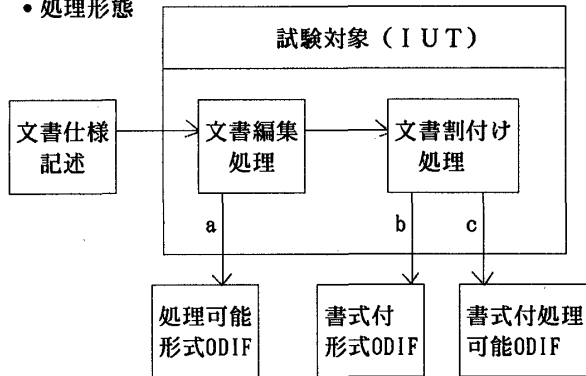 • 処理形態
試験対象(IUT)
文書仕様
記述
文書編集
処理
文書割付け
処理
a
b
c
処理可能
形式ODIF
書式付
形式ODIF
書式付処理
可能ODIF